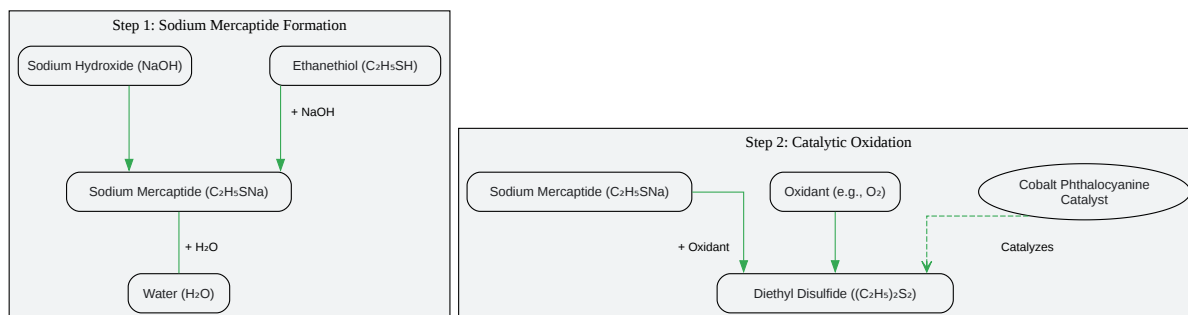 Step 1: Sodium Mercaptide Formation
Sodium Hydroxide (NaOH)
Ethanethiol (C₂H₅SH)
+ NaOH
Sodium Mercaptide (C₂H₅SNa)
+ H₂O
Water (H₂O)
Step 2: Catalytic Oxidation
Sodium Mercaptide (C₂H₅SNa)
Oxidant (e.g., O₂)
Cobalt Phthalocyanine
Catalyst
+ Oxidant
Catalyzes
Diethyl Disulfide ((C₂H₅)₂S₂)